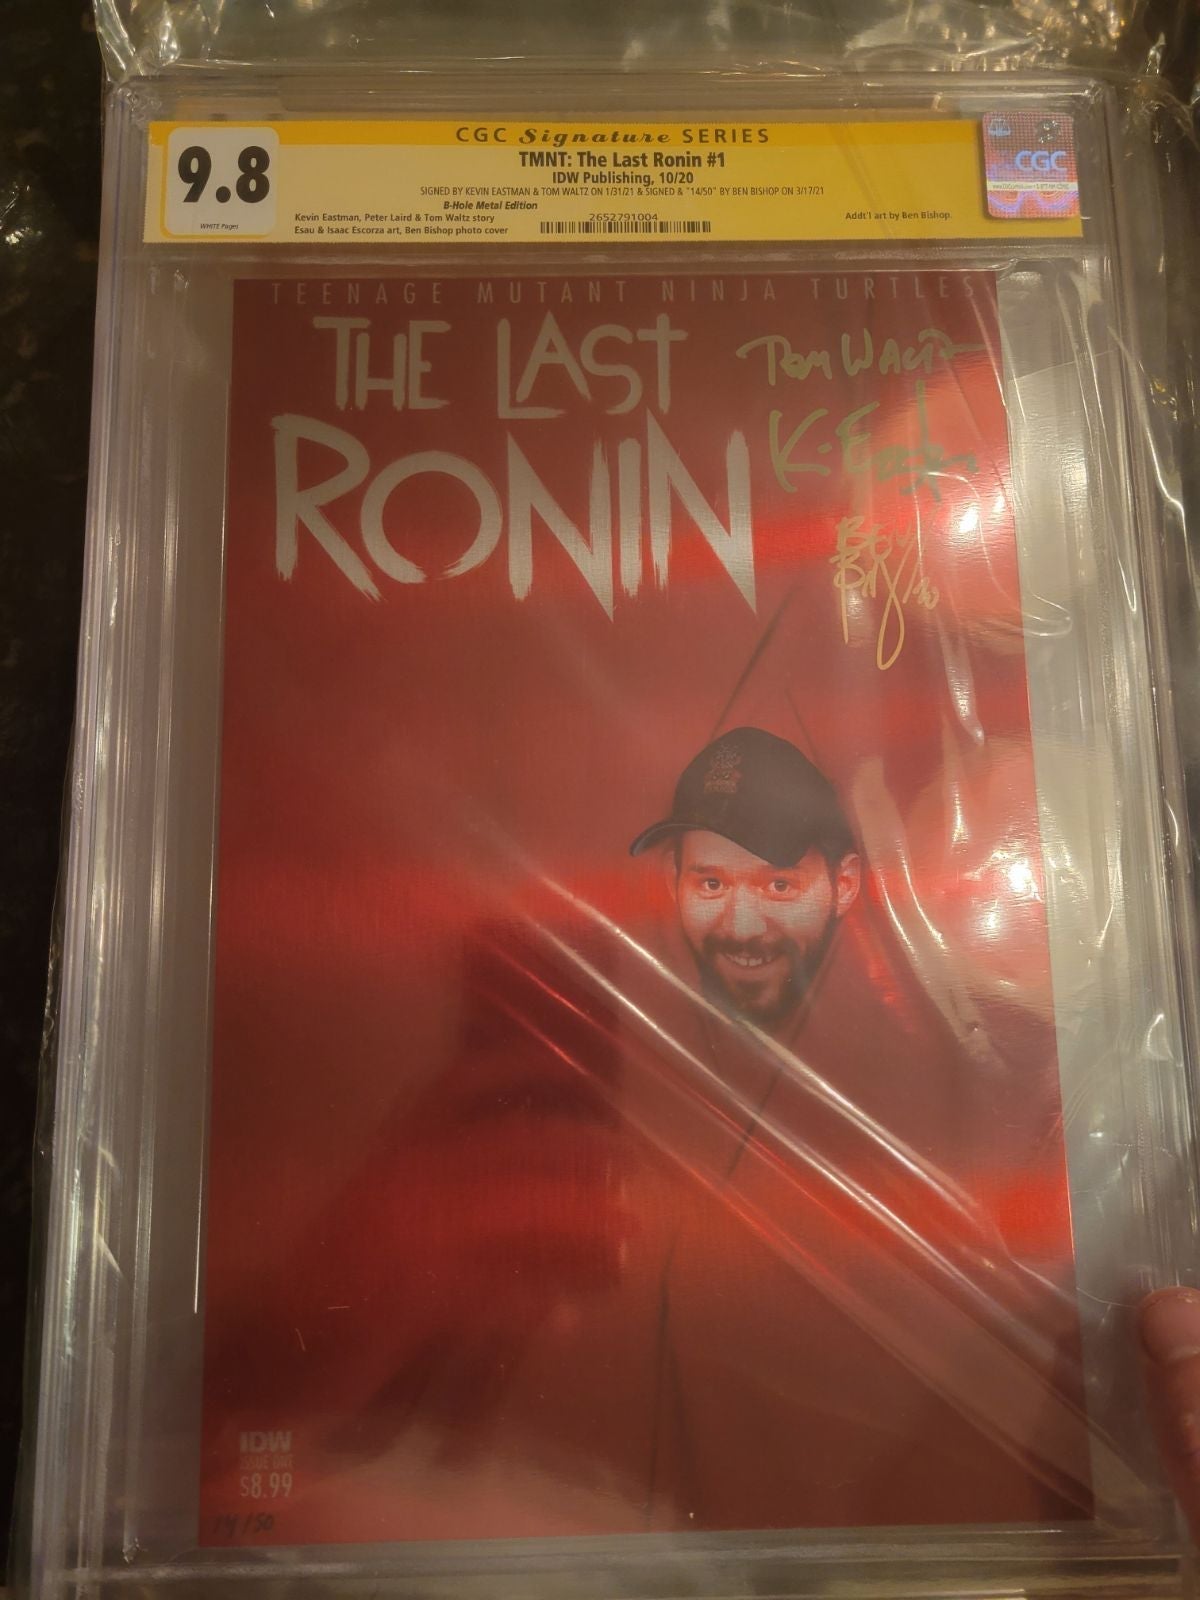 CGC Signature SERIES
9.8
WHITE Pages
TMNT: The Last Ronin #1
IDW Publishing, 10/20
SIGNED BY KEVIN EASTMAN & TOM WALTZ ON 1/31/21 & SIGNED & "14/50" BY BEN BISHOP ON 3/17/21
B-Hole Metal Edition
Kevin Eastman, Peter Laird & Tom Waltz story
Esau & Isaac Escorza art, Ben Bishop photo cover
2652791004
Addt'l art by Ben Bishop.
CGC
TEENAGE MUTANT NINJA TURTLES
THE LAST
RONIN
TOM WALTZ
K. Eastman
IDW
ISSUE ONE
$8.99
14/50